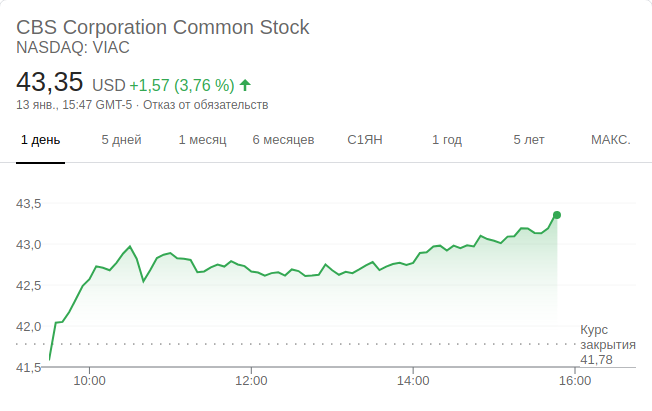 CBS Corporation Common Stock
NASDAQ: VIAC
43,35 USD +1,57 (3,76 %)
13 янв., 15:47 GMT-5 · Отказ от обязательств
1 день 5 дней 1 месяц 6 месяцев С1ЯН 1 год 5 лет МАКС.
43,5
43,0
42,5
42,0
Курс
закрытия
41,78
41,5
10:00 12:00 14:00 16:00